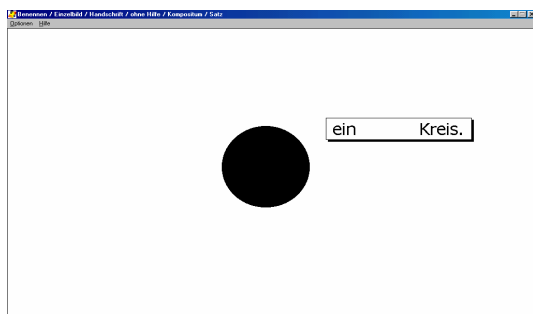 Benennen / Einzelbild / Handschrift / ohne Hilfe / Kompositum / Satz
Optionen Hilfe
ein Kreis.